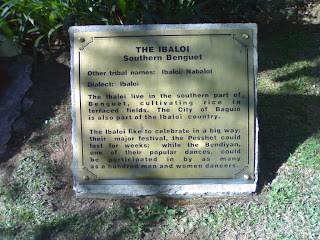 THE IBALOI
Southern Benguet
Other tribal names: Ibaloi/ Nabaloi
Dialect: Ibaloi
The Ibaloi live in the southern part of
Benguet, cultivating rice in
terraced fields. The City of Baguio
is also part of the Ibaloi country.
The Ibaloi like to celebrate in a big way:
their major festival, the Peshet could
last for weeks; while the Bendiyan,
one of their popular dances, could
be participated in by as many
as a hundred men and women dancers.